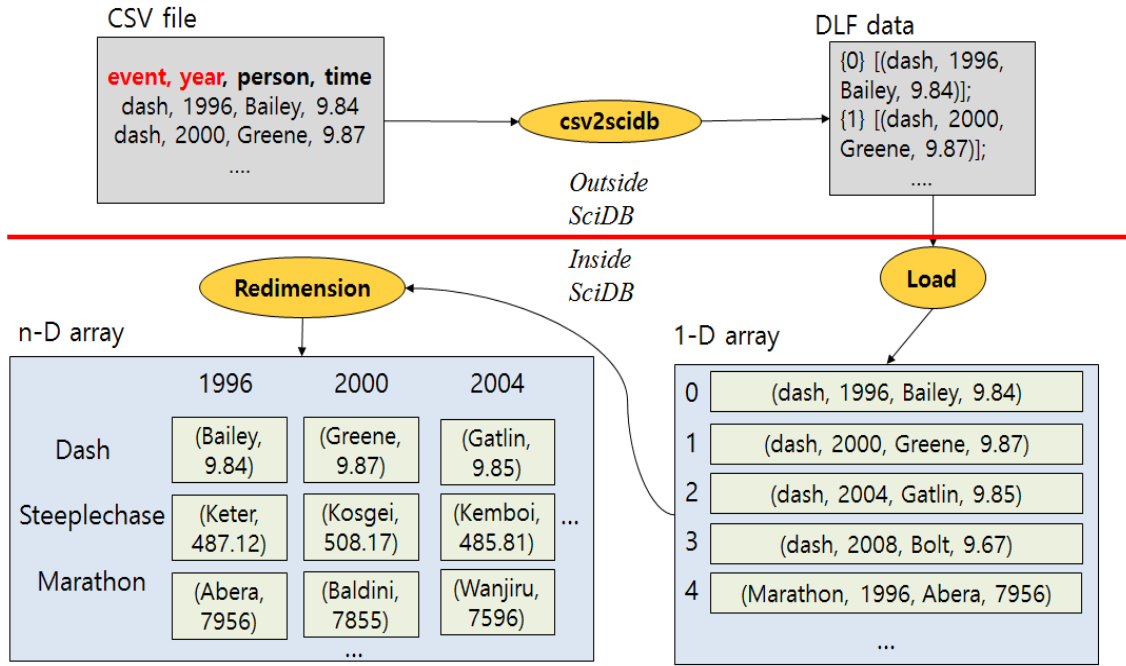 CSV file
event, year, person, time
dash, 1996, Bailey, 9.84
dash, 2000, Greene, 9.87
....
csv2scidb
DLF data
{0} [(dash, 1996,
Bailey, 9.84)];
{1} [(dash, 2000,
Greene, 9.87)];
....
Outside
SciDB
Inside
SciDB
Load
Redimension
n-D array
1996 2000 2004
Dash
(Bailey,
9.84)
(Greene,
9.87)
(Gatlin,
9.85)
Steeplechase
(Keter,
487.12)
(Kosgei,
508.17)
(Kemboi,
485.81)
...
Marathon
(Abera,
7956)
(Baldini,
7855)
(Wanjiru,
7596)
...
1-D array
0 (dash, 1996, Bailey, 9.84)
1 (dash, 2000, Greene, 9.87)
2 (dash, 2004, Gatlin, 9.85)
3 (dash, 2008, Bolt, 9.67)
4 (Marathon, 1996, Abera, 7956)
...